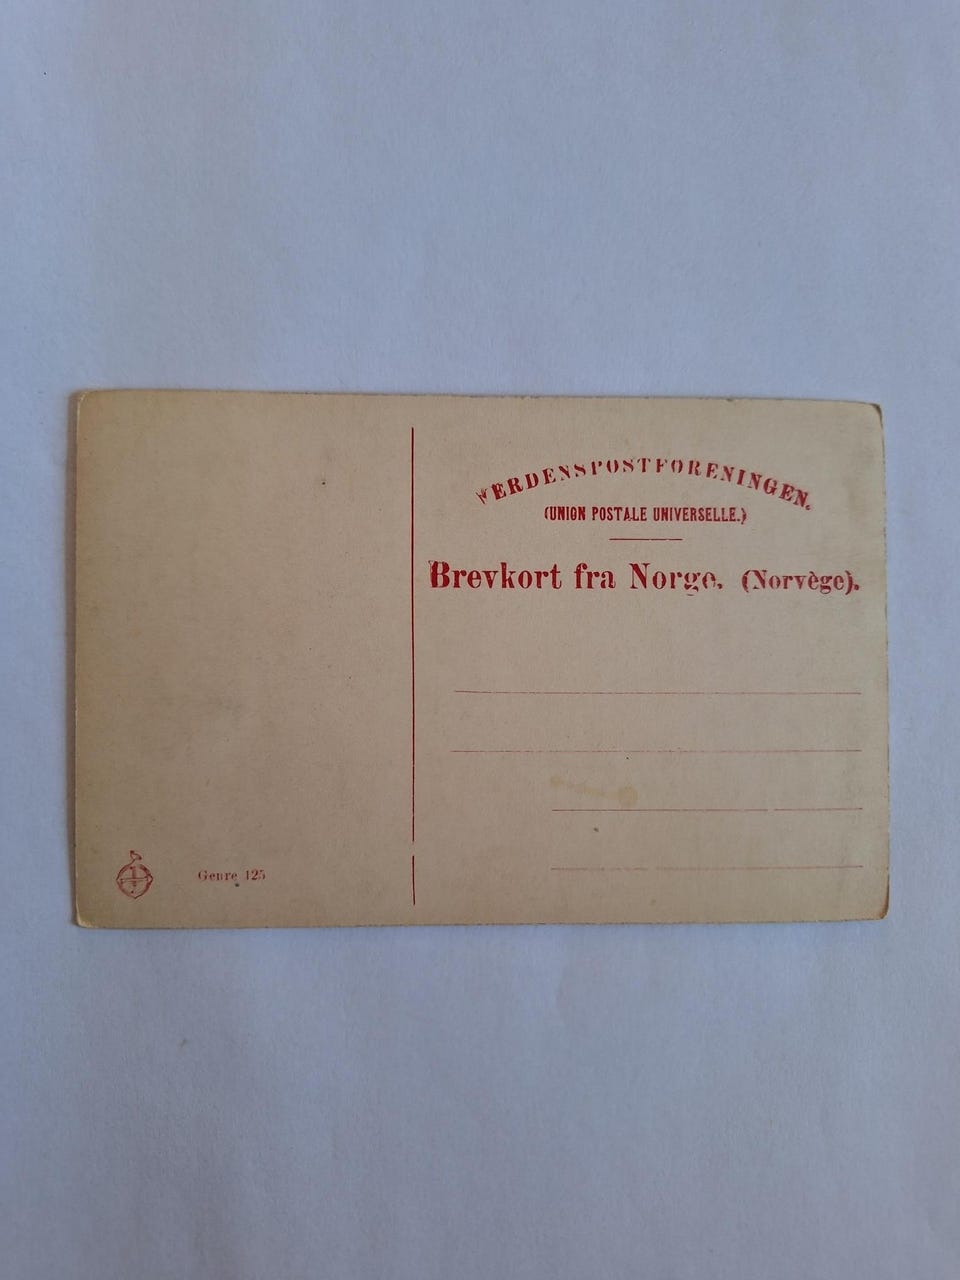 VERDENSPOSTFORENINGEN.
(UNION POSTALE UNIVERSELLE.)
Brevkort fra Norge. (Norvège).
Genre 125